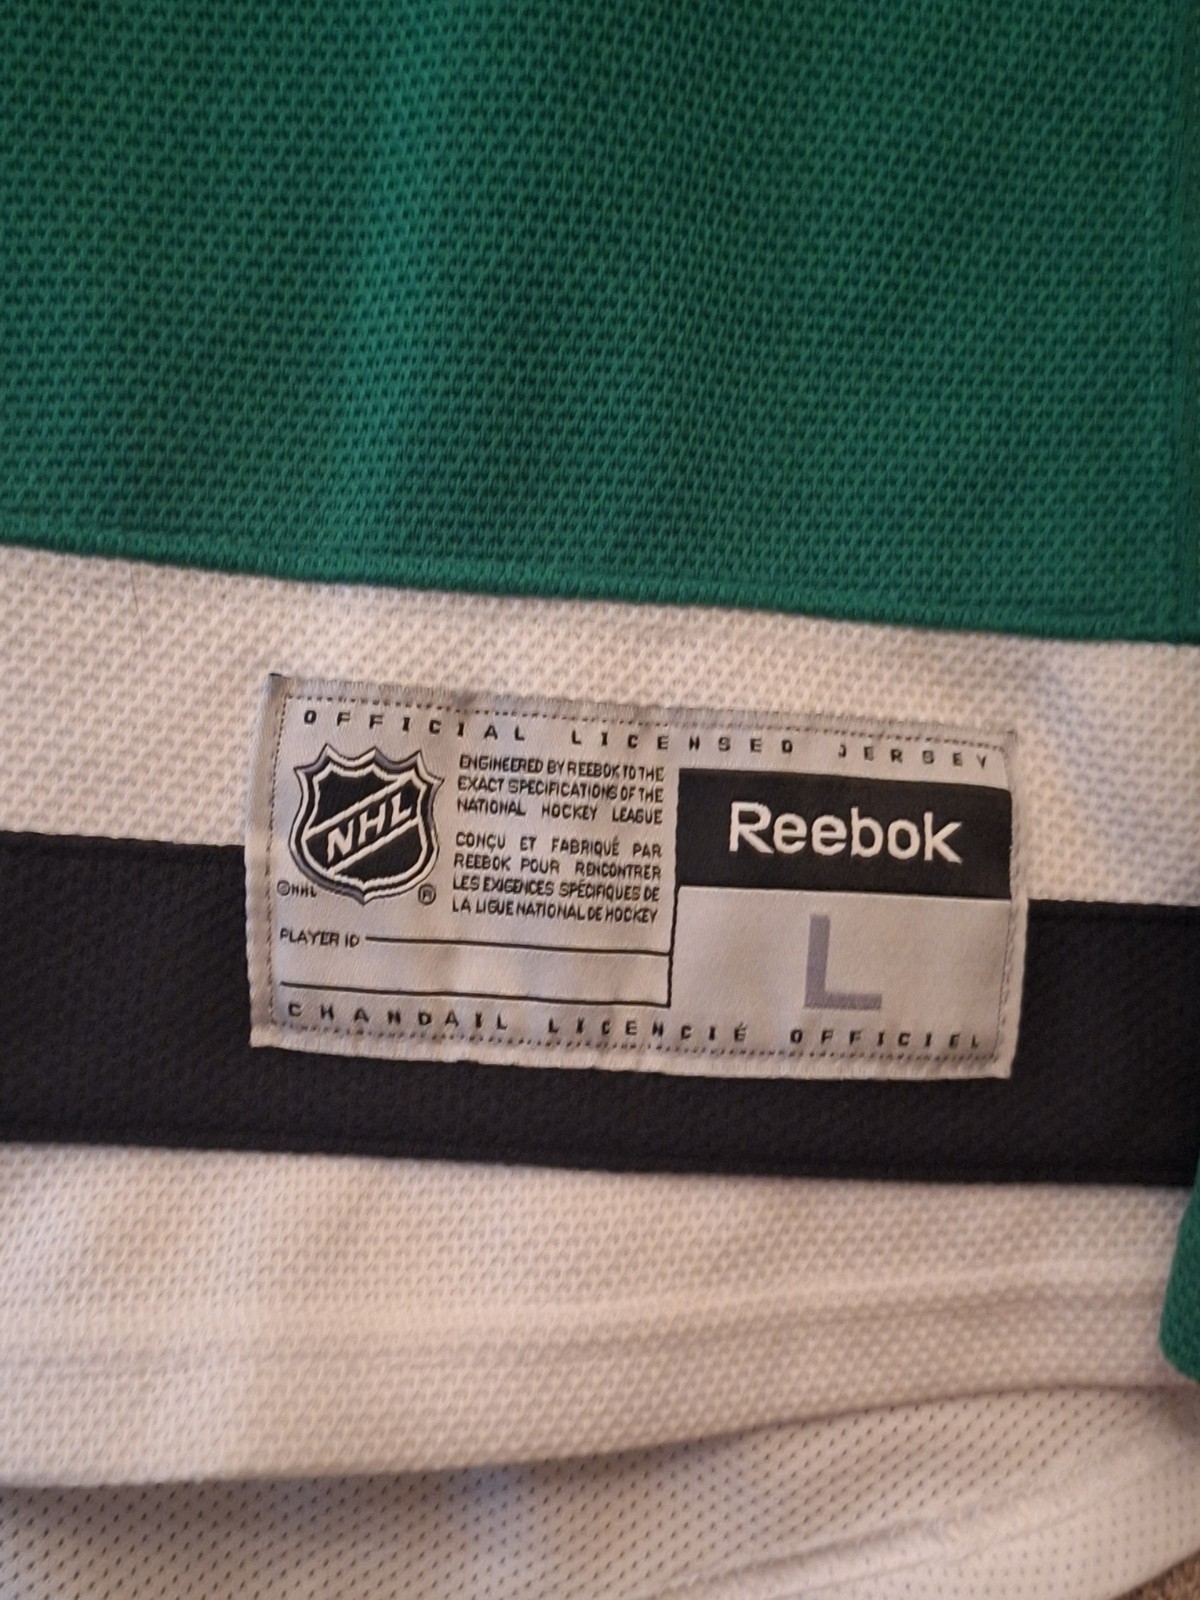 OFFICIAL LICENSED JERSEY
NHL
©NHL
®
ENGINEERED BY REEBOK TO THE
EXACT SPECIFICATIONS OF THE
NATIONAL HOCKEY LEAGUE
CONÇU ET FABRIQUÉ PAR
REEBOK POUR RENCONTRER
LES EXIGENCES SPÉCIFIQUES DE
LA LIGUE NATIONAL DE HOCKEY
Reebok
L
PLAYER ID
CHANDAIL LICENCIÉ OFFICIEL